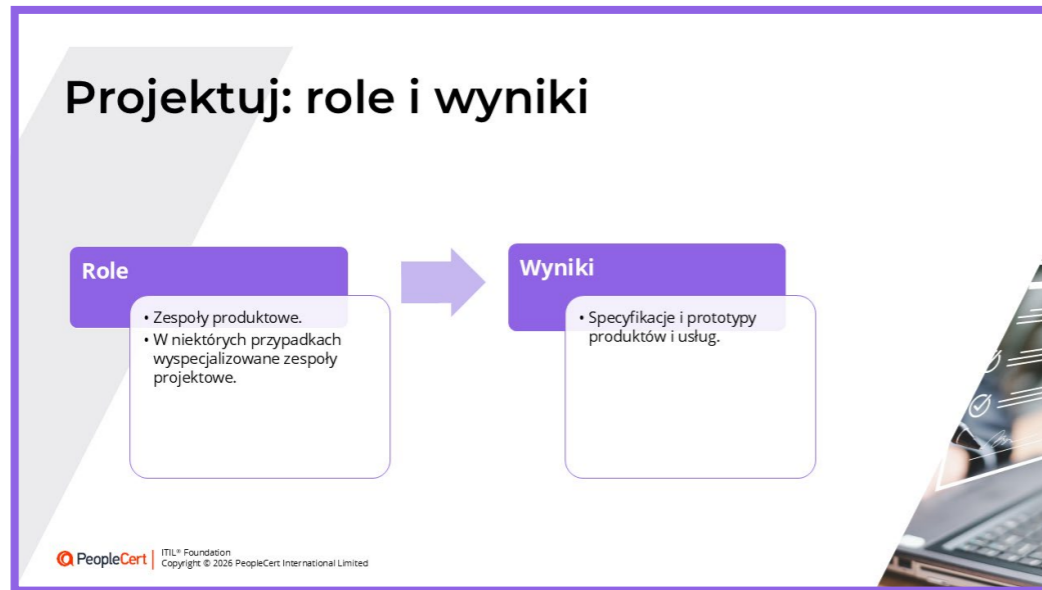 Projektuj: role i wyniki
Role
• Zespoły produktowe.
• W niektórych przypadkach
wyspecjalizowane zespoły
projektowe.
Wyniki
• Specyfikacje i prototypy
produktów i usług.
PeopleCert
ITIL® Foundation
Copyright © 2026 PeopleCert International Limited